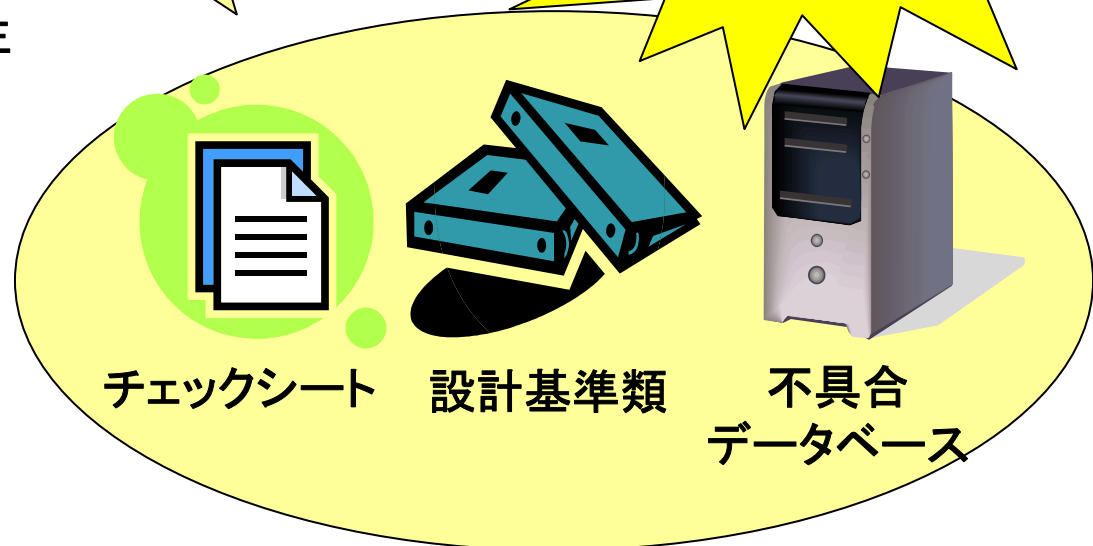 チェックシート
設計基準類
不具合
データベース